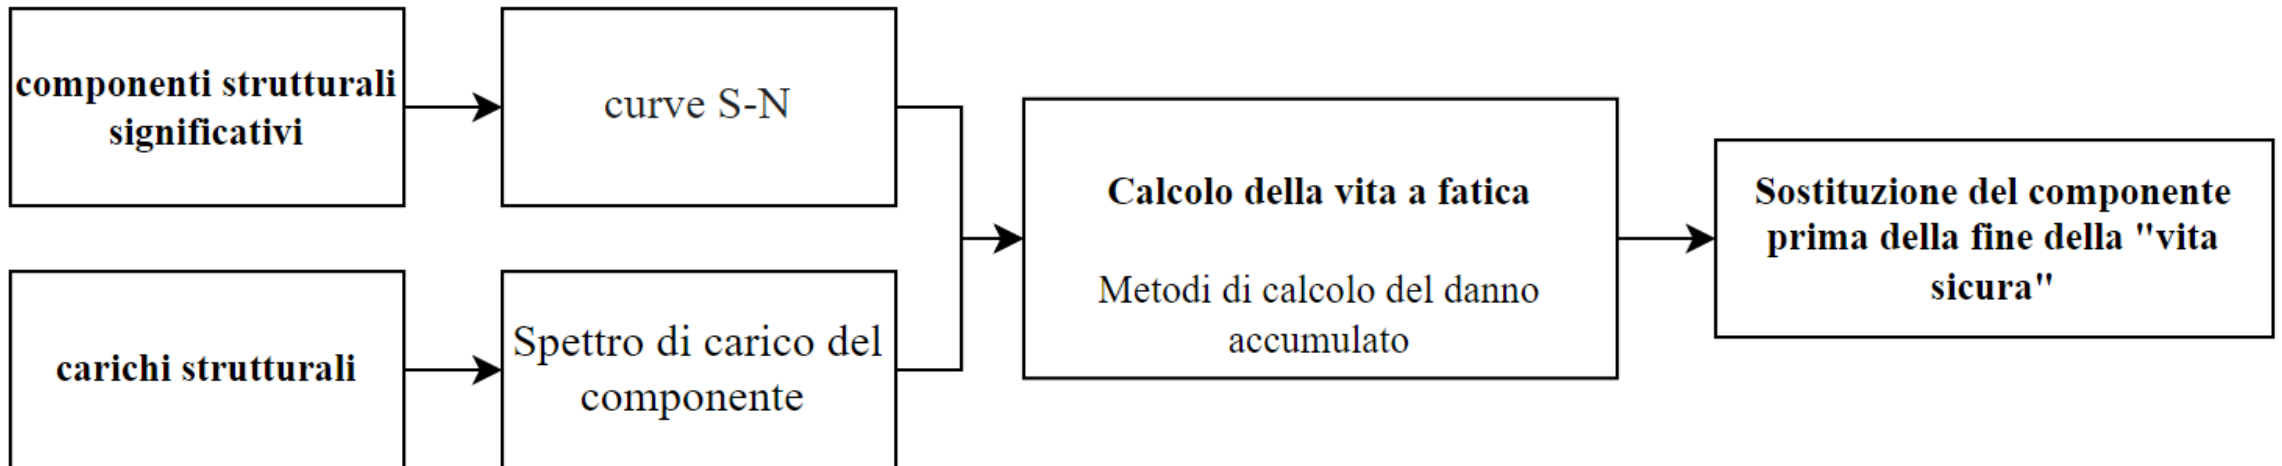 componenti strutturali
significativi
curve S-N
carichi strutturali
Spettro di carico del
componente
Calcolo della vita a fatica
Metodi di calcolo del danno
accumulato
Sostituzione del componente
prima della fine della "vita
sicura"